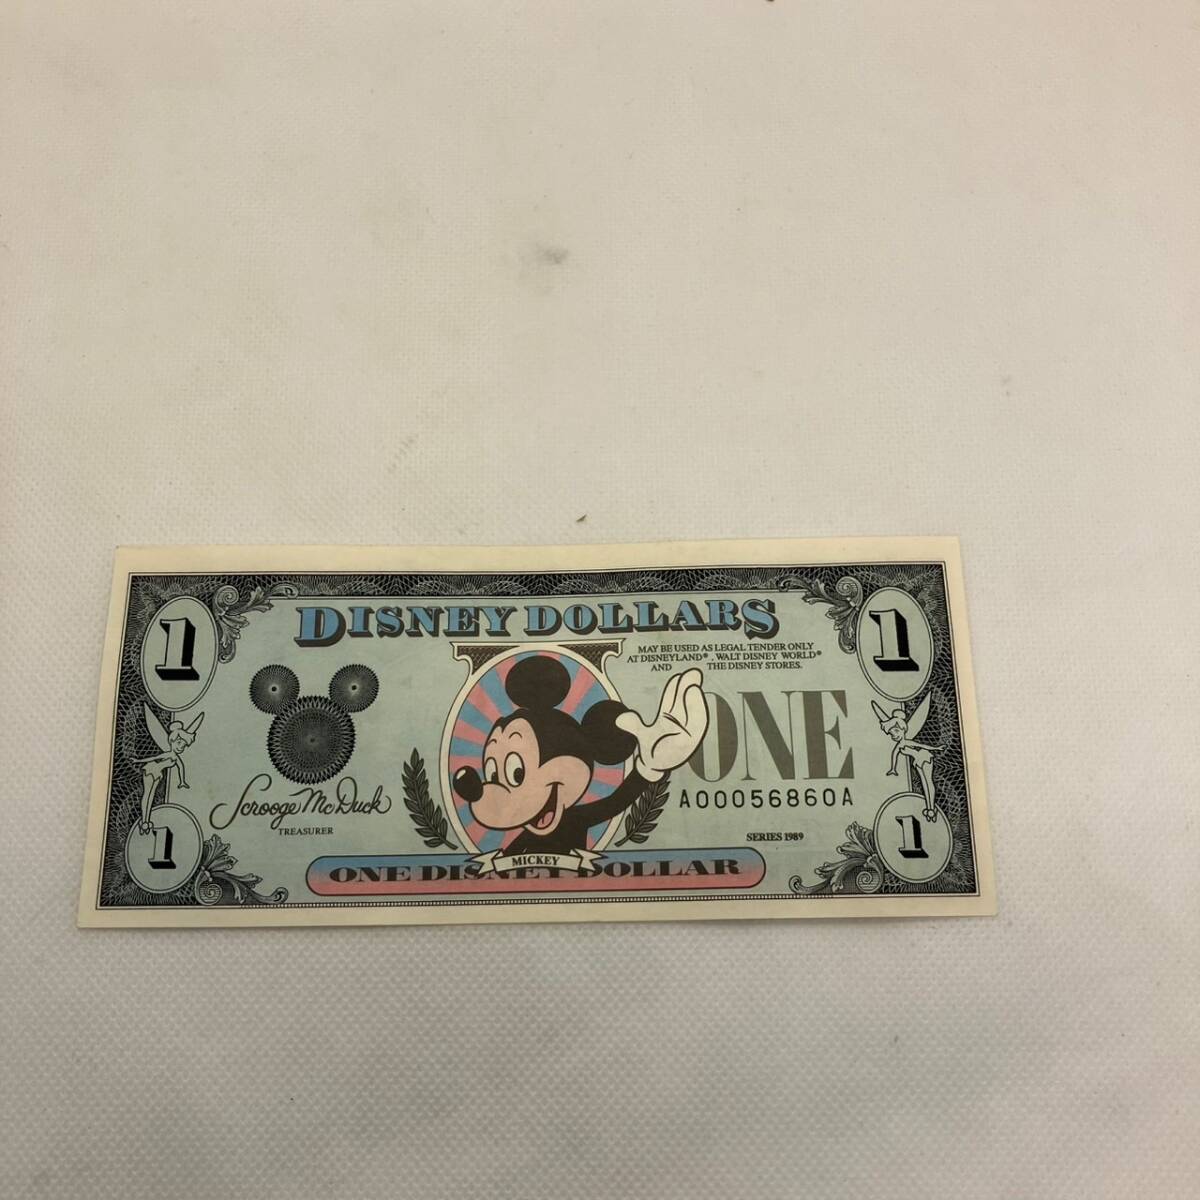 DISNEY DOLLARS
1
1
MAY BE USED AS LEGAL TENDER ONLY
AT DISNEYLAND®, WALT DISNEY WORLD®
AND THE DISNEY STORES.
ONE
A00056860A
Scrooge McDuck
TREASURER
SERIES 1989
1
1
MICKEY
ONE DISNEY DOLLAR